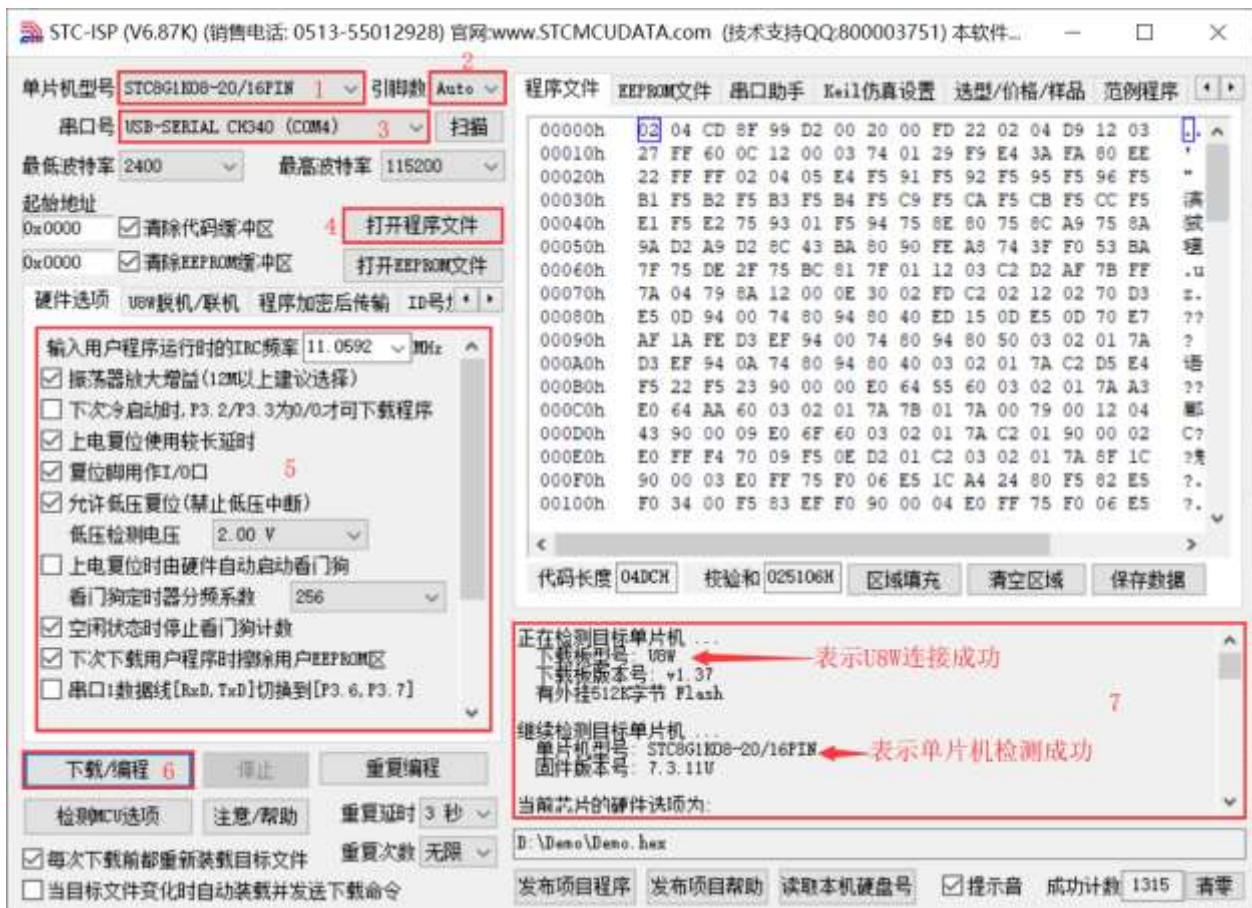 STC-ISP (V6.87K) (销售电话: 0513-55012928) 官网:www.STCMCUDATA.com (技术支持QQ:800003751) 本软件...
2
单片机型号 STC8G1K08-20/16PIN 1 引脚数 Auto
串口号 USB-SERIAL CH340 (COM4) 3 扫描
最低波特率 2400 最高波特率 115200
起始地址
0x0000 清除代码缓冲区 4 打开程序文件
0x0000 清除EEPROM缓冲区 打开EEPROM文件
硬件选项 U8W脱机/联机 程序加密后传输
输入用户程序运行时的IRC频率 11.0592 MHz
振荡器放大增益(12M以上建议选择)
下次冷启动时,P3.2/P3.3为0/0才可下载程序
上电复位使用较长延时
复位脚用作I/O口 5
允许低压复位(禁止低压中断)
低压检测电压 2.00 V
上电复位时由硬件自动启动看门狗
看门狗定时器分频系数 256
空闲状态时停止看门狗计数
下次下载用户程序时擦除用户EEPROM区
串口1数据线[RxD,TxD]切换到[P3.6,P3.7]
下载/编程 6 停止 重复编程
检测MCU选项 注意/帮助 重复延时 3 秒
每次下载前都重新装载目标文件 重复次数 无限
当目标文件变化时自动装载并发送下载命令
程序文件 EEPROM文件 串口助手 Keil仿真设置 选型/价格/样品 范例程序
00000h 02 04 CD 8F 99 D2 00 20 00 FD 22 02 04 D9 12 03
00010h 27 FF 60 0C 12 00 03 74 01 29 F9 E4 3A FA 80 EE
00020h 22 FF FF 02 04 05 E4 F5 91 F5 92 F5 95 F5 96 F5
00030h B1 F5 B2 F5 B3 F5 B4 F5 C9 F5 CA F5 CB F5 CC F5
00040h E1 F5 E2 75 93 01 F5 94 75 8E 80 75 8C A9 75 8A
00050h 9A D2 A9 D2 8C 43 BA 80 90 FE A8 74 3F F0 53 BA
00060h 7F 75 DE 2F 75 BC 81 7F 01 12 03 C2 D2 AF 7B FF
00070h 7A 04 79 8A 12 00 0E 30 02 FD C2 02 12 02 70 D3
00080h E5 0D 94 00 74 80 94 80 40 ED 15 0D E5 0D 70 E7
00090h AF 1A FE D3 EF 94 00 74 80 94 80 50 03 02 01 7A
000A0h D3 EF 94 0A 74 80 94 80 40 03 02 01 7A C2 D5 E4
000B0h F5 22 F5 23 90 00 00 E0 64 55 60 03 02 01 7A A3
000C0h E0 64 AA 60 03 02 01 7A 7B 01 7A 00 79 00 12 04
000D0h 43 90 00 09 E0 6F 60 03 02 01 7A C2 01 90 00 02
000E0h E0 FF F4 70 09 F5 0E D2 01 C2 03 02 01 7A 8F 1C
000F0h 90 00 03 E0 FF 75 F0 06 E5 1C A4 24 80 F5 82 E5
00100h F0 34 00 F5 83 EF F0 90 00 04 E0 FF 75 F0 06 E5
代码长度 04DCH 校验和 025106H 区域填充 清空区域 保存数据
正在检测目标单片机 ...
下载板型号: U8W 表示U8W连接成功
下载板版本号: v1.37
有外挂512K字节 Flash 7
继续检测目标单片机 ...
单片机型号: STC8G1K08-20/16PIN 表示单片机检测成功
固件版本号: 7.3.11U
当前芯片的硬件选项为:
D:\Demo\Demo.hex
发布项目程序 发布项目帮助 读取本机硬盘号 提示音 成功计数 1315 清零